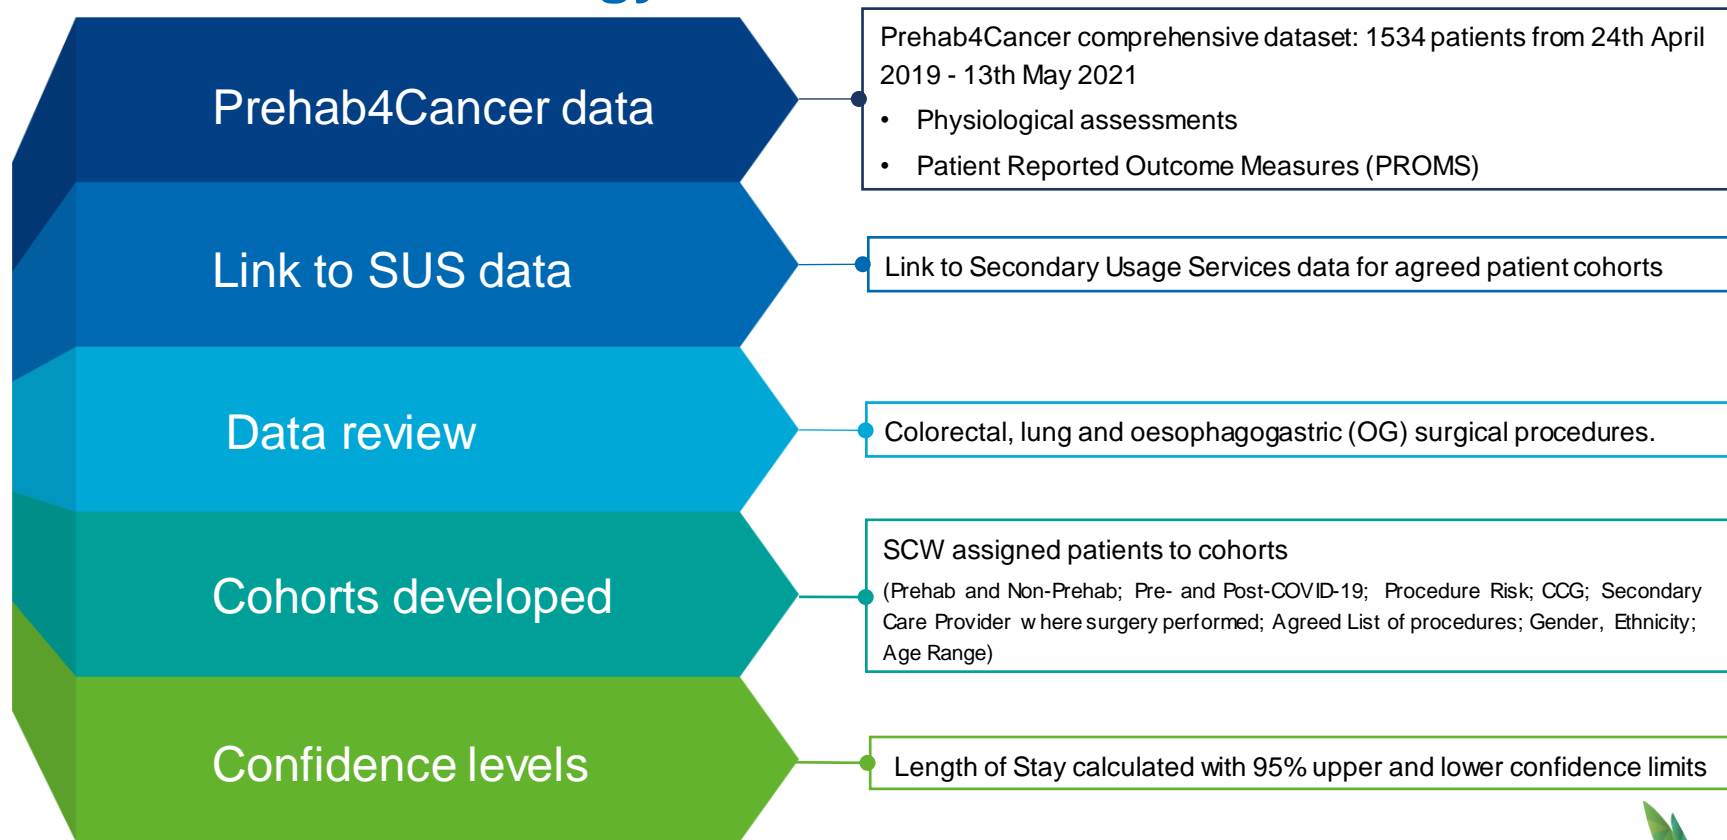 Prehab4Cancer data
Prehab4Cancer comprehensive dataset: 1534 patients from 24th April
2019 - 13th May 2021
• Physiological assessments
• Patient Reported Outcome Measures (PROMS)
Link to SUS data
Link to Secondary Usage Services data for agreed patient cohorts
Data review
Colorectal, lung and oesophagogastric (OG) surgical procedures.
Cohorts developed
SCW assigned patients to cohorts
(Prehab and Non-Prehab; Pre- and Post-COVID-19; Procedure Risk; CCG; Secondary
Care Provider where surgery performed; Agreed List of procedures; Gender, Ethnicity;
Age Range)
Confidence levels
Length of Stay calculated with 95% upper and lower confidence limits